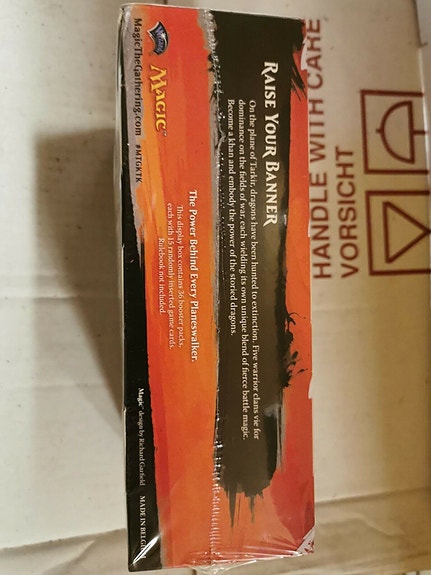 RAISE YOUR BANNER
On the plane of Tarkir, dragons have been hunted to extinction. Five warrior clans vie for
dominance on the fields of war, each wielding its own unique blend of fierce battle magic.
Become a khan and embody the power of the storied dragons.
The Power Behind Every Planeswalker.
This display box contains 36 booster packs,
each with 15 randomly inserted game cards.
Rulebook not included.
MAGIC™
MagicTheGathering.com #MTGKTK
Magic® design by Richard Garfield
MADE IN BELGIUM
HANDLE WITH CARE
VORSICHT